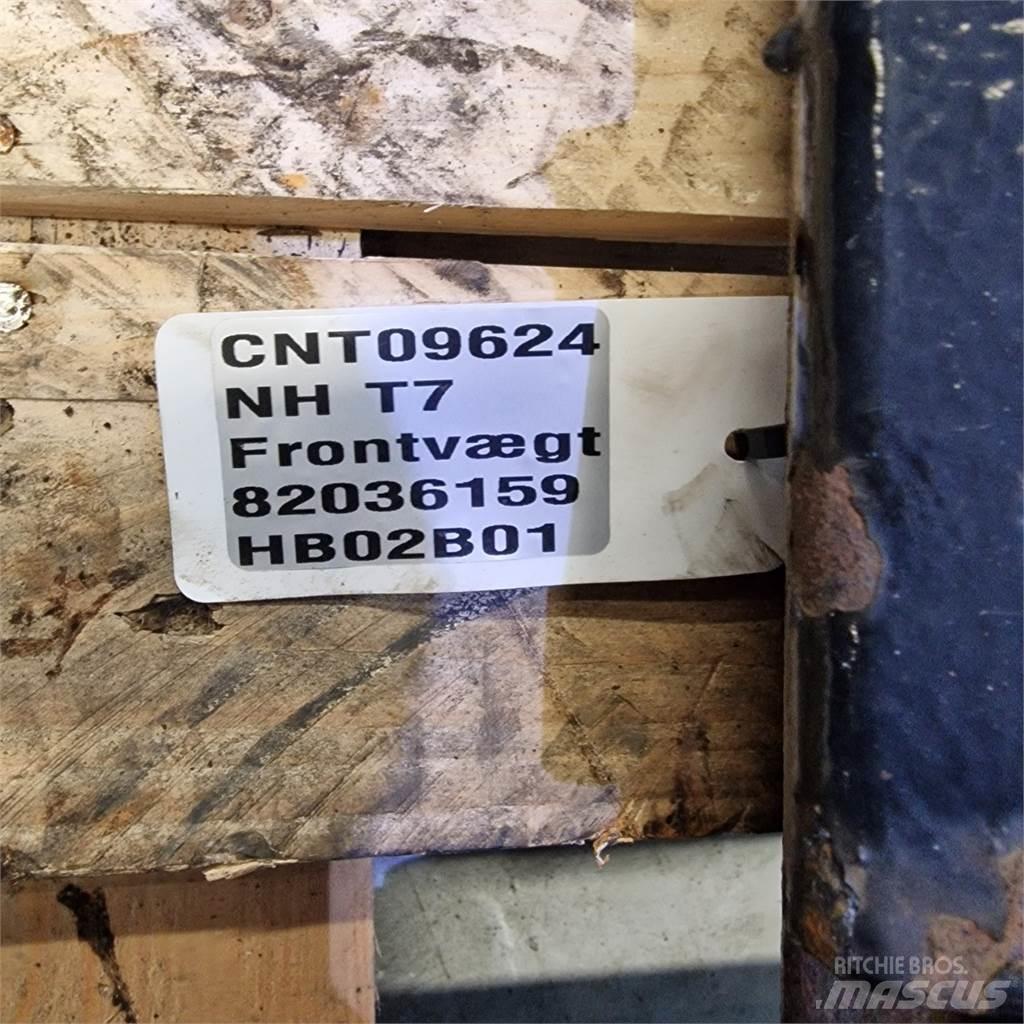 CNT09624
NH T7
Frontvægt
82036159
HB02B01
RITCHIE BROS.
MASCUS